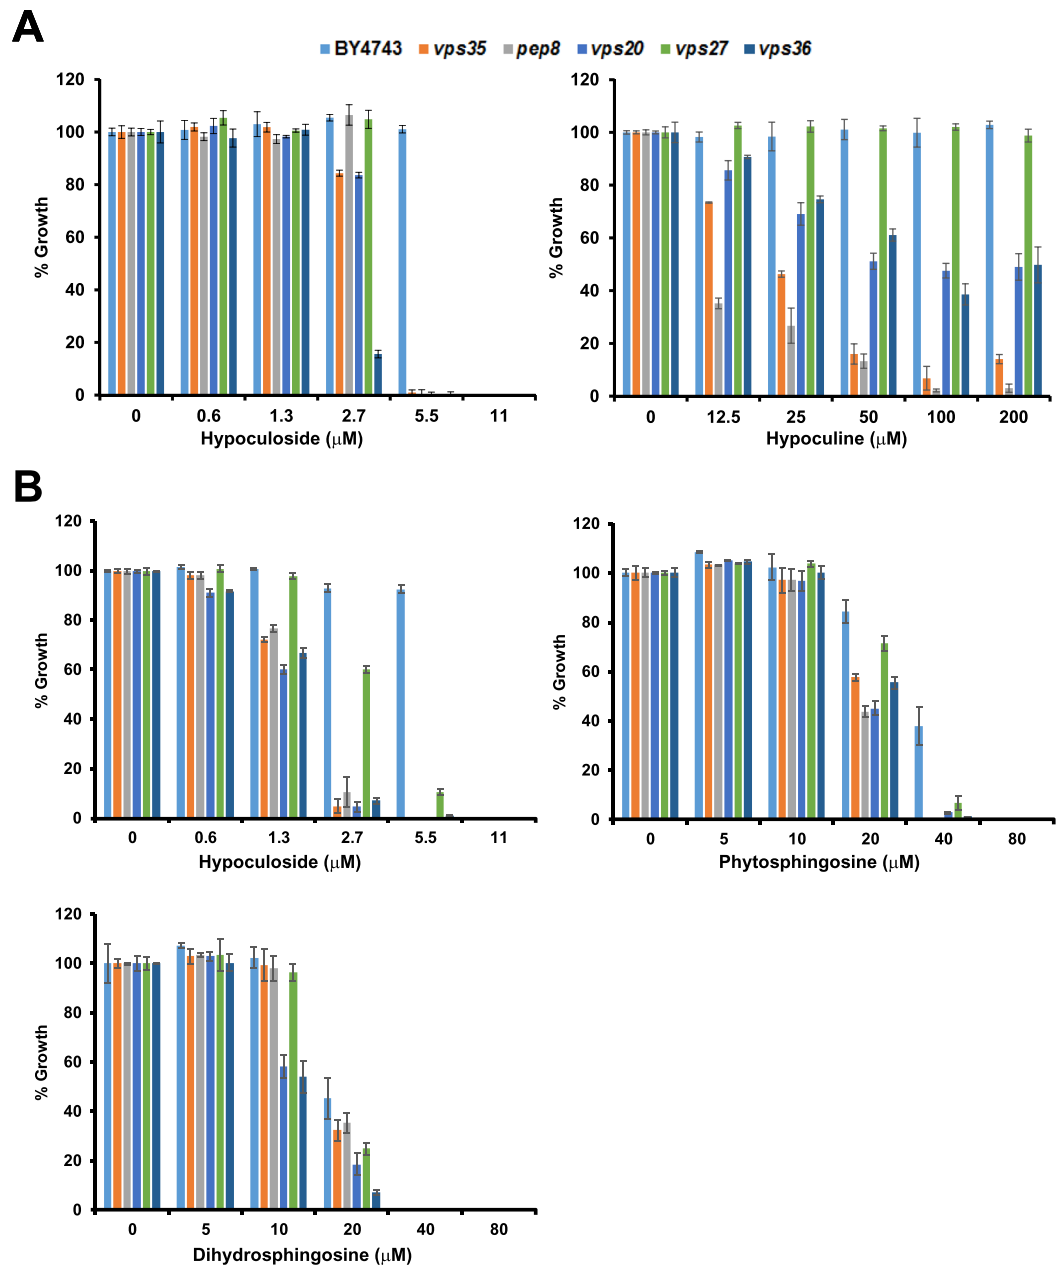 A
BY4743 vps35 pep8 vps20 vps27 vps36
120
100
80
60
40
20
0
% Growth
0 0.6 1.3 2.7 5.5 11
Hypoculoside (μM)
120
100
80
60
40
20
0
% Growth
0 12.5 25 50 100 200
Hypoculine (μM)
B
120
100
80
60
40
20
0
% Growth
0 0.6 1.3 2.7 5.5 11
Hypoculoside (μM)
120
100
80
60
40
20
0
% Growth
0 5 10 20 40 80
Phytosphingosine (μM)
120
100
80
60
40
20
0
% Growth
0 5 10 20 40 80
Dihydrosphingosine (μM)